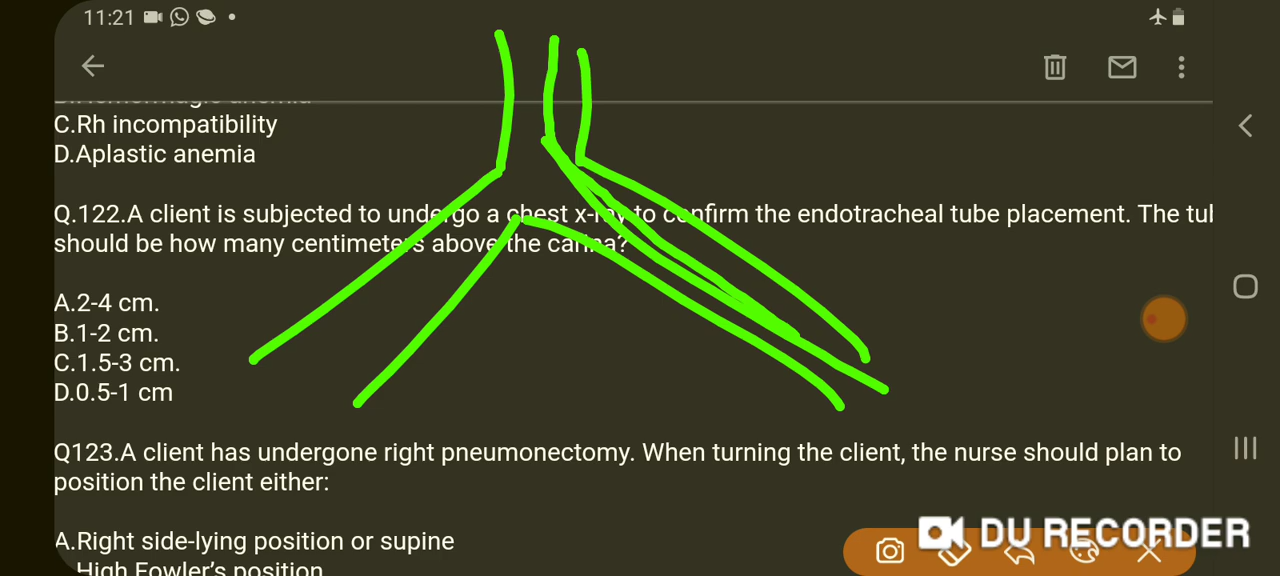 11:21
C.Rh incompatibility
D.Aplastic anemia
Q.122.A client is subjected to undergo a chest x-ray to confirm the endotracheal tube placement. The
should be how many centimeters above the carina?
A.2-4 cm.
B.1-2 cm.
C.1.5-3 cm.
D.0.5-1 cm
Q123.A client has undergone right pneumonectomy. When turning the client, the nurse should plan to
position the client either:
A.Right side-lying position or supine
High Fowler's position
DU RECORDER